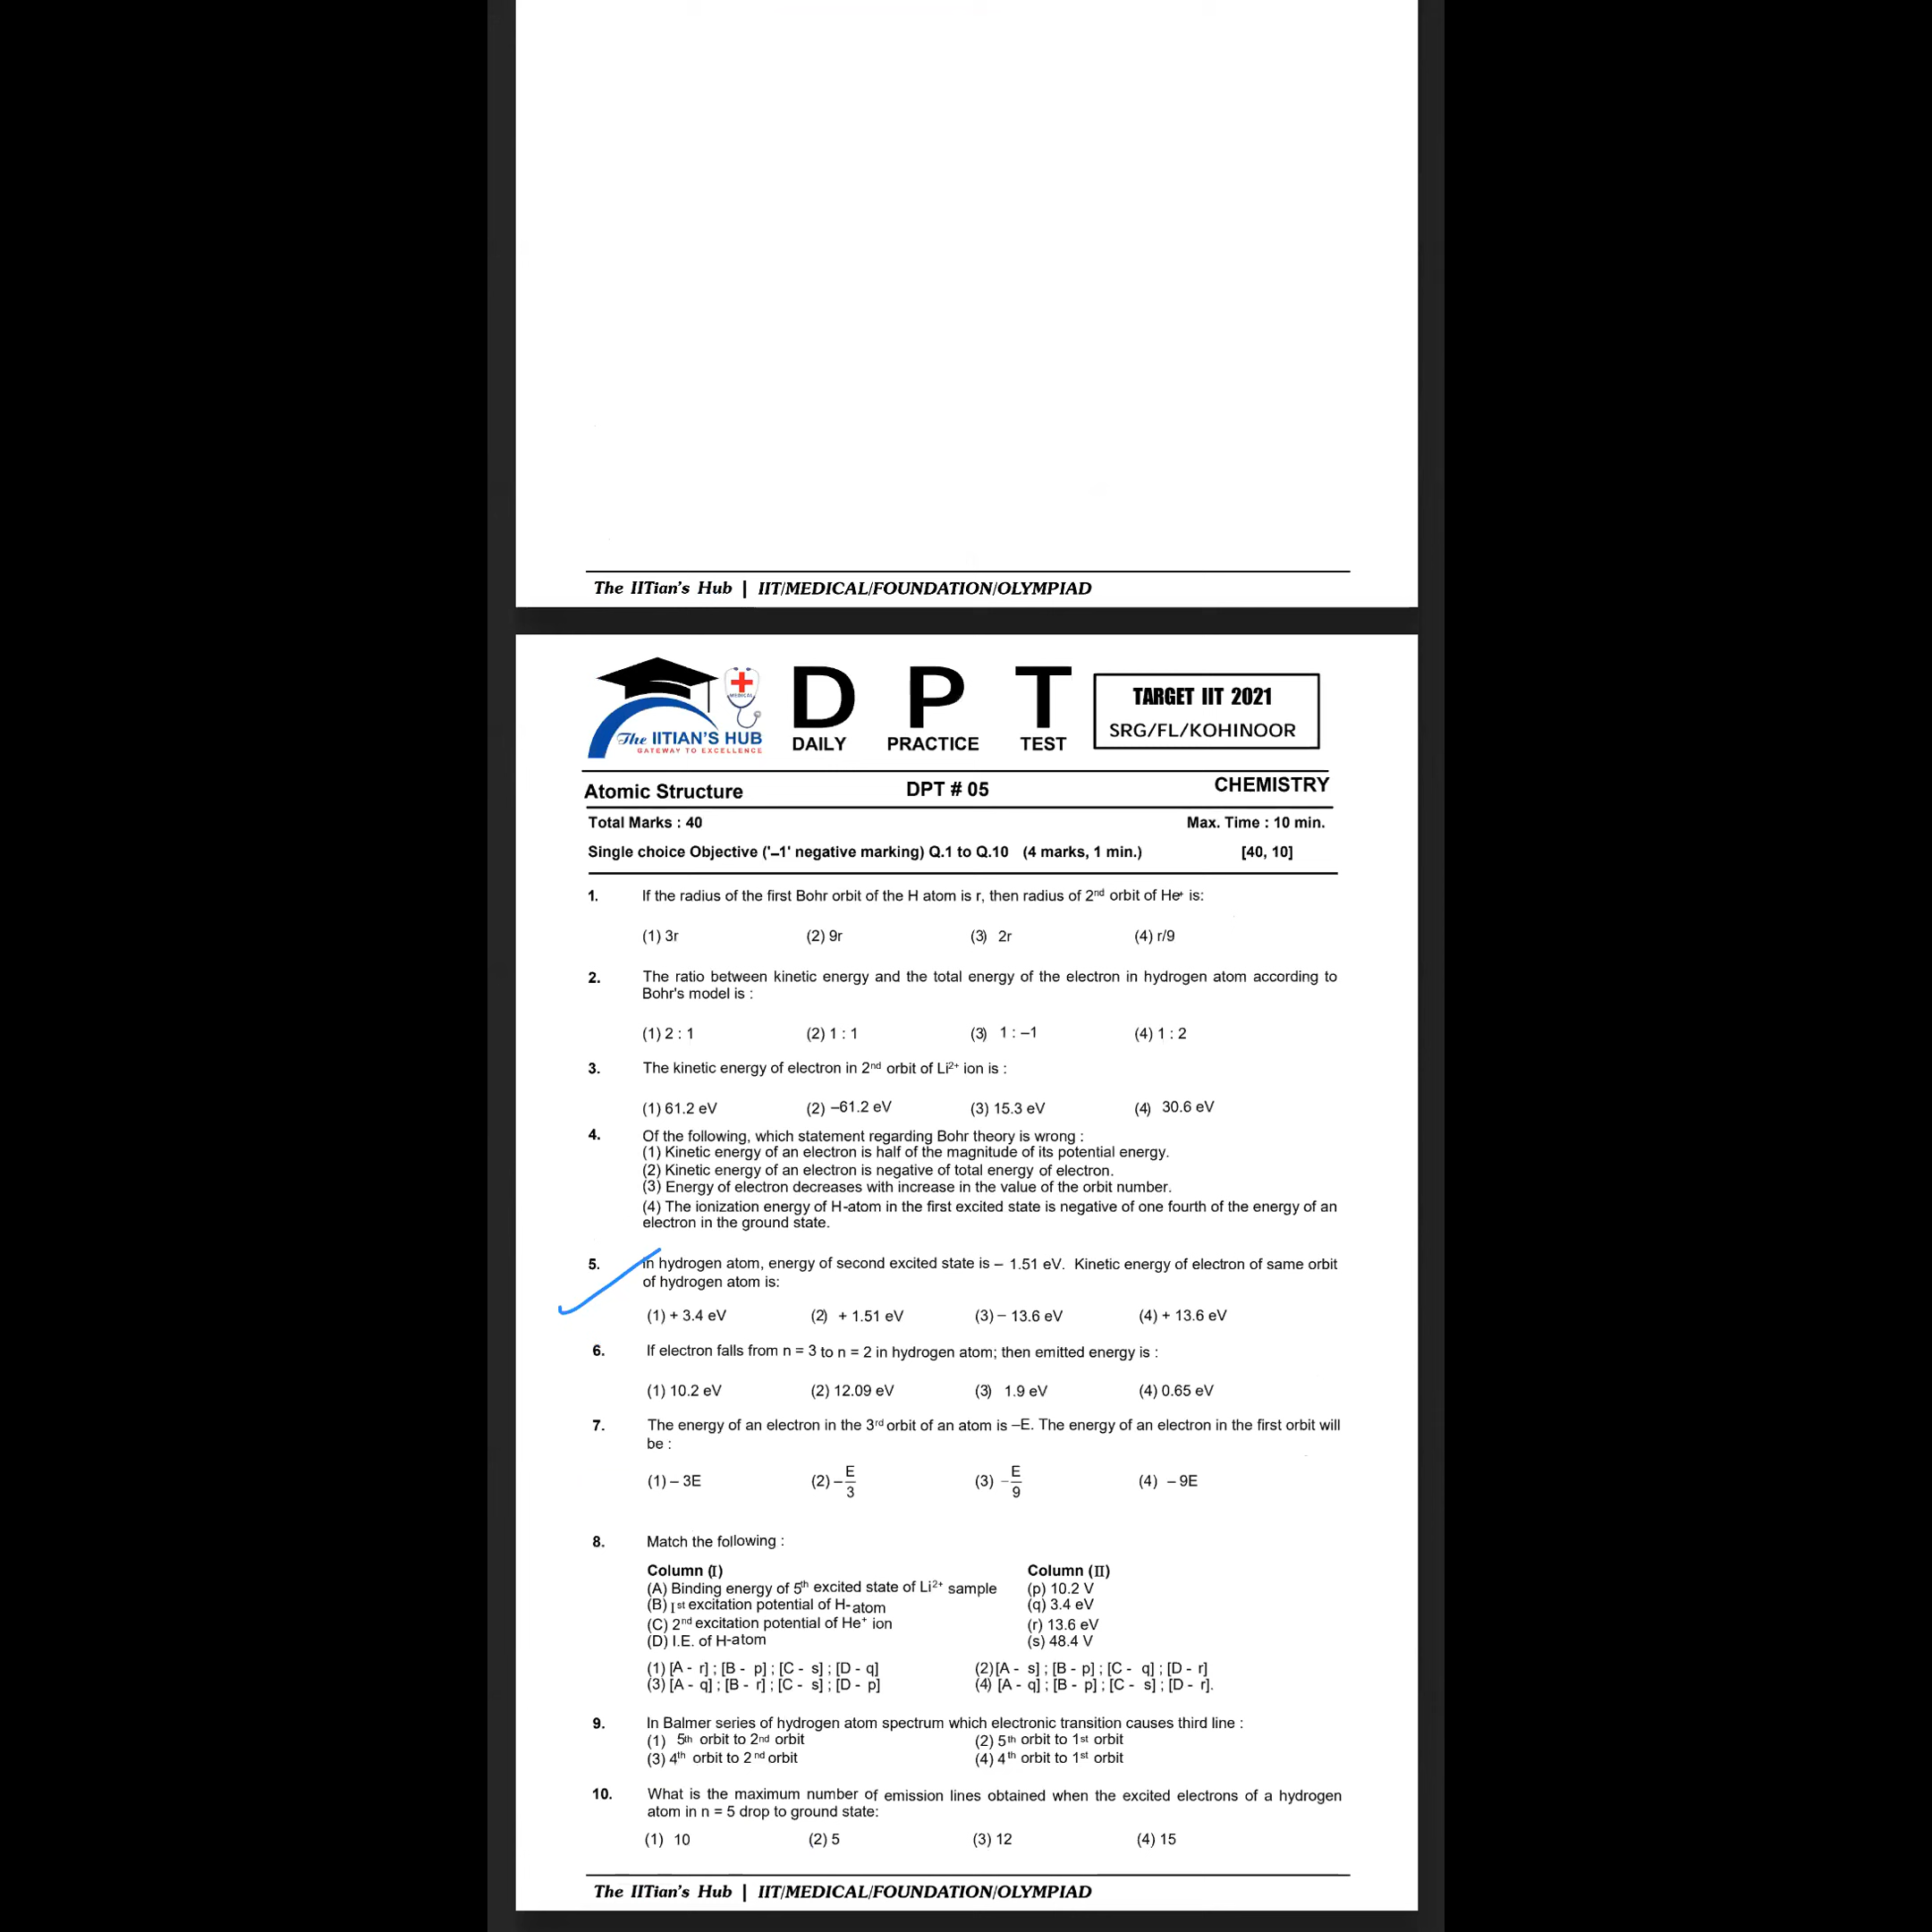 The IITian's Hub | IIT/MEDICAL/FOUNDATION/OLYMPIAD
MEDICAL
The IITIAN'S HUB
GATEWAY TO EXCELLENCE
D P T
DAILY PRACTICE TEST
TARGET IIT 2021
SRG/FL/KOHINOOR
Atomic Structure DPT # 05 CHEMISTRY
Total Marks : 40 Max. Time : 10 min.
Single choice Objective ('–1' negative marking) Q.1 to Q.10 (4 marks, 1 min.) [40, 10]
1. If the radius of the first Bohr orbit of the H atom is r, then radius of 2nd orbit of He+ is:
(1) 3r (2) 9r (3) 2r (4) r/9
2. The ratio between kinetic energy and the total energy of the electron in hydrogen atom according to
Bohr's model is :
(1) 2 : 1 (2) 1 : 1 (3) 1 : –1 (4) 1 : 2
3. The kinetic energy of electron in 2nd orbit of Li2+ ion is :
(1) 61.2 eV (2) –61.2 eV (3) 15.3 eV (4) 30.6 eV
4. Of the following, which statement regarding Bohr theory is wrong :
(1) Kinetic energy of an electron is half of the magnitude of its potential energy.
(2) Kinetic energy of an electron is negative of total energy of electron.
(3) Energy of electron decreases with increase in the value of the orbit number.
(4) The ionization energy of H-atom in the first excited state is negative of one fourth of the energy of an
electron in the ground state.
5. In hydrogen atom, energy of second excited state is – 1.51 eV. Kinetic energy of electron of same orbit
of hydrogen atom is:
(1) + 3.4 eV (2) + 1.51 eV (3) – 13.6 eV (4) + 13.6 eV
6. If electron falls from n = 3 to n = 2 in hydrogen atom; then emitted energy is :
(1) 10.2 eV (2) 12.09 eV (3) 1.9 eV (4) 0.65 eV
7. The energy of an electron in the 3rd orbit of an atom is –E. The energy of an electron in the first orbit will
be :
(1) – 3E (2) –E/3 (3) -E/9 (4) – 9E
8. Match the following :
Column (I) Column (II)
(A) Binding energy of 5th excited state of Li2+ sample (p) 10.2 V
(B) Ist excitation potential of H-atom (q) 3.4 eV
(C) 2nd excitation potential of He+ ion (r) 13.6 eV
(D) I.E. of H-atom (s) 48.4 V
(1) [A - r] ; [B - p] ; [C - s] ; [D - q] (2)[A - s] ; [B - p] ; [C - q] ; [D - r]
(3) [A - q] ; [B - r] ; [C - s] ; [D - p] (4) [A - q] ; [B - p] ; [C - s] ; [D - r].
9. In Balmer series of hydrogen atom spectrum which electronic transition causes third line :
(1) 5th orbit to 2nd orbit (2) 5th orbit to 1st orbit
(3) 4th orbit to 2nd orbit (4) 4th orbit to 1st orbit
10. What is the maximum number of emission lines obtained when the excited electrons of a hydrogen
atom in n = 5 drop to ground state:
(1) 10 (2) 5 (3) 12 (4) 15
The IITian's Hub | IIT/MEDICAL/FOUNDATION/OLYMPIAD